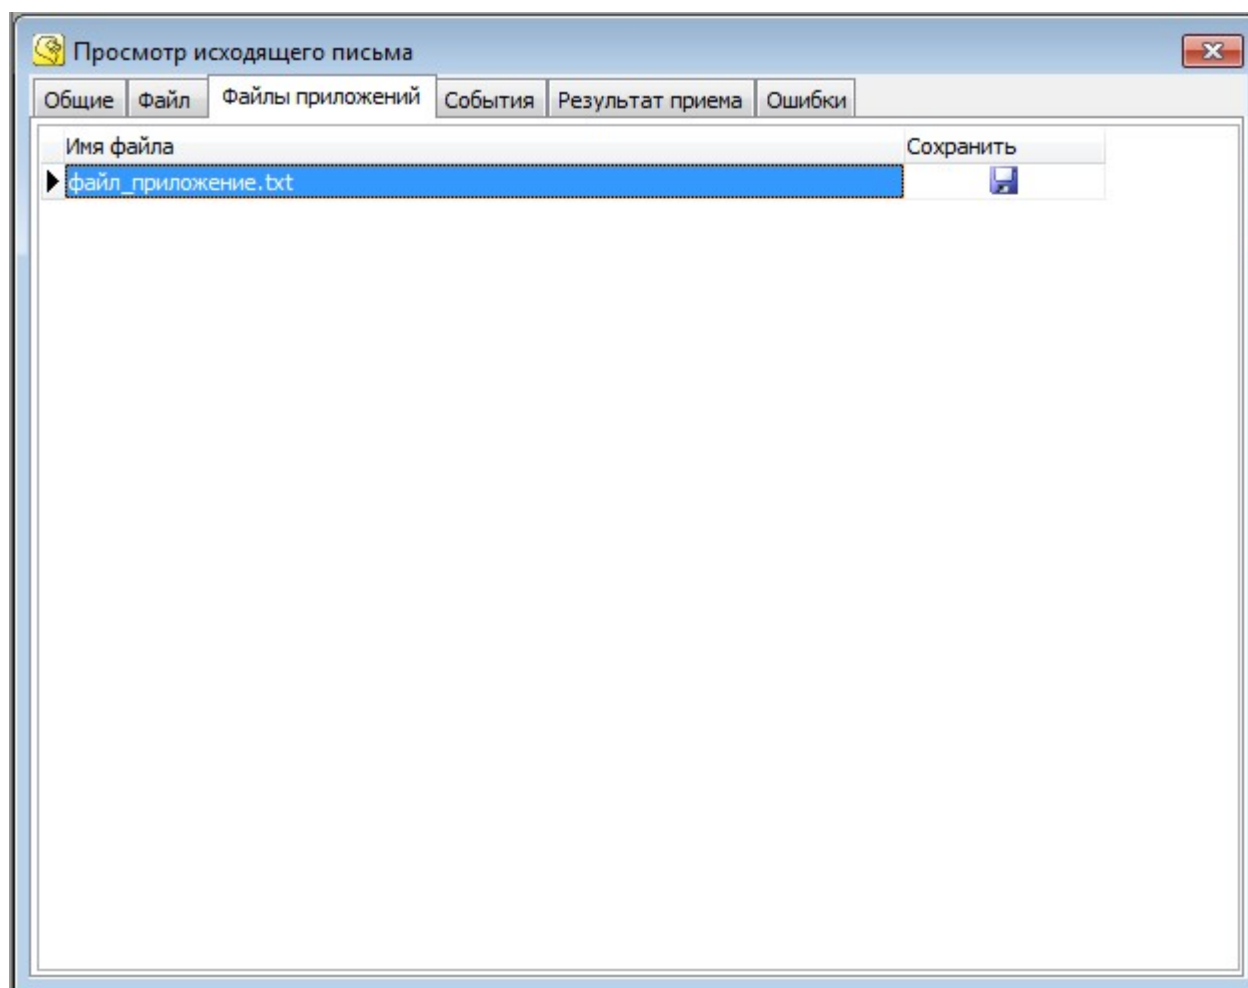 Просмотр исходящего письма
Общие Файл Файлы приложений События Результат приема Ошибки
Имя файла Сохранить
файл_приложение.txt